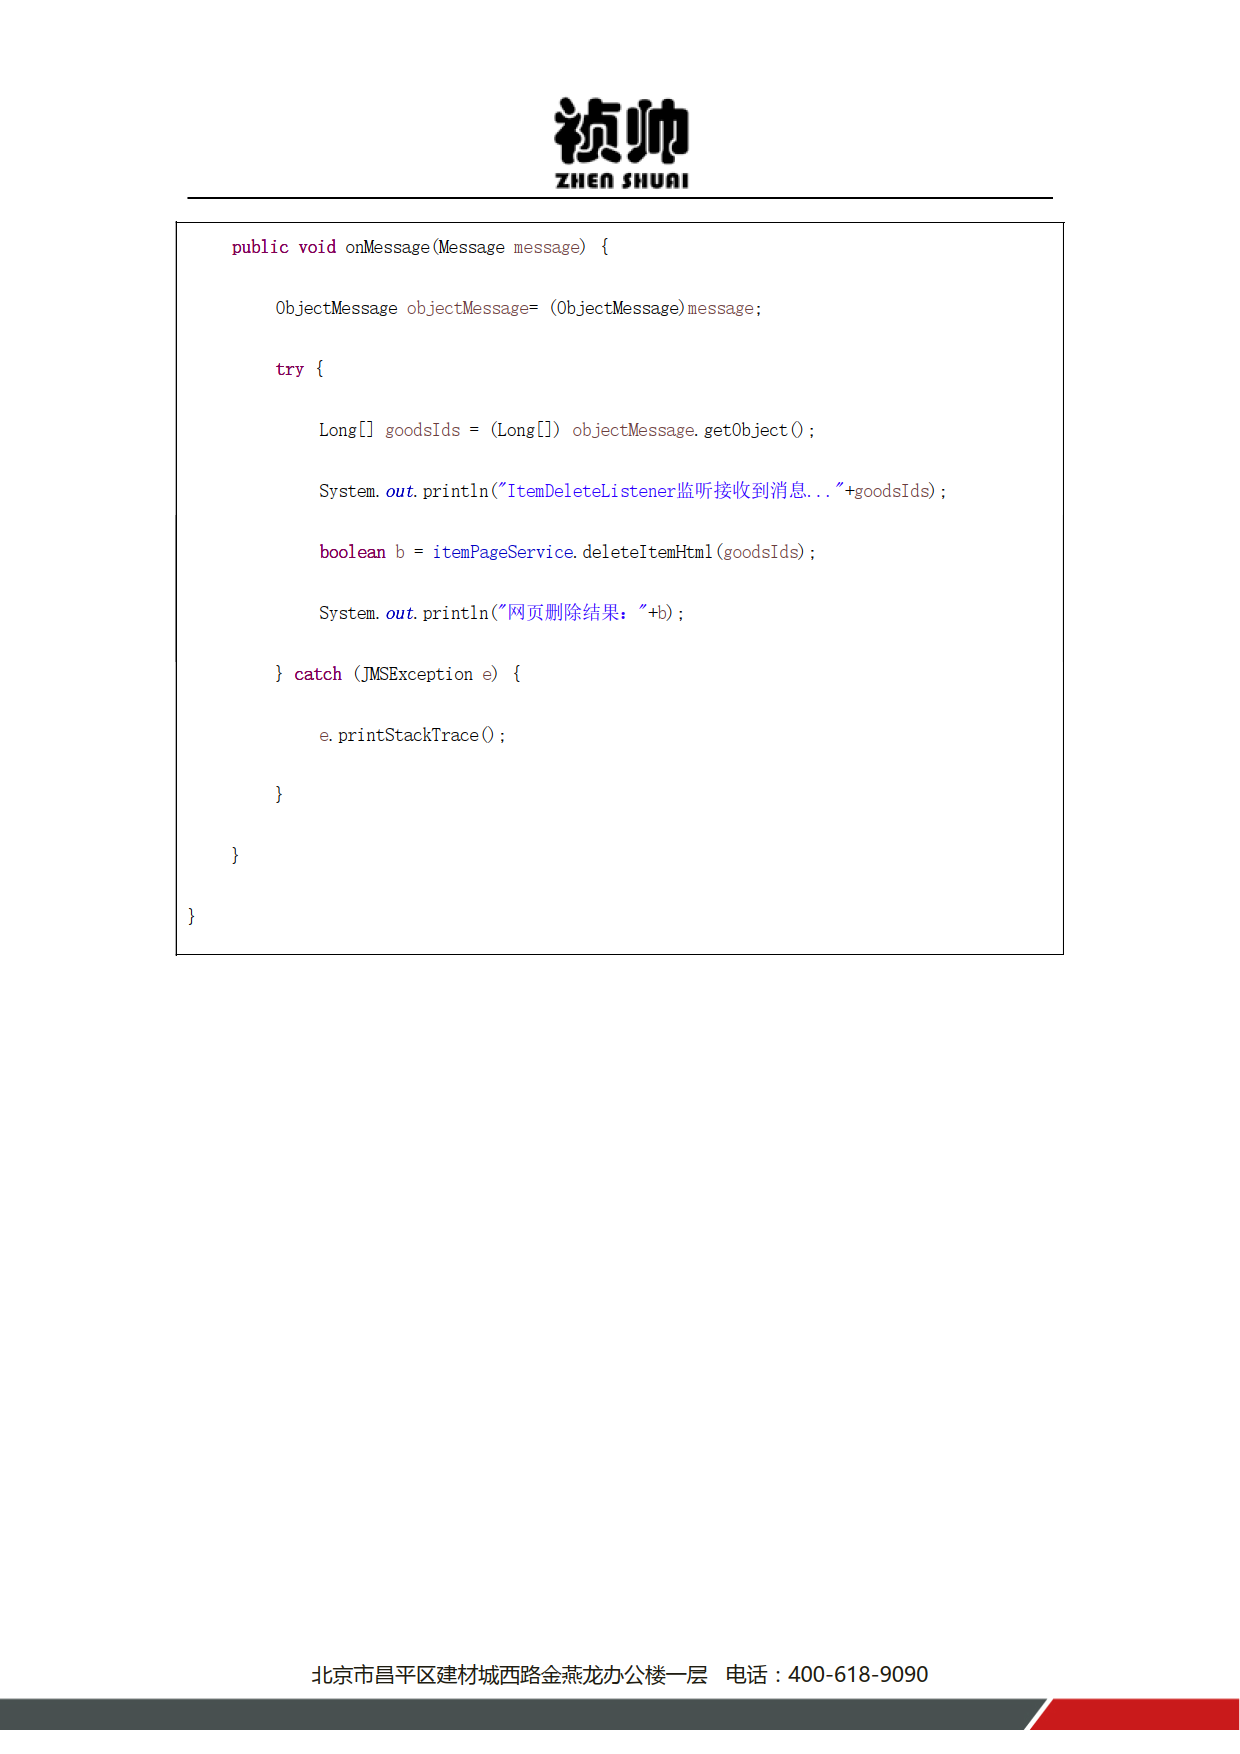 祯帅
ZHEN SHUAI
public void onMessage(Message message) {
ObjectMessage objectMessage= (ObjectMessage)message;
try {
Long[] goodsIds = (Long[]) objectMessage.getObject();
System.out.println("ItemDeleteListener监听接收到消息..."+goodsIds);
boolean b = itemPageService.deleteItemHtml(goodsIds);
System.out.println("网页删除结果："+b);
} catch (JMSException e) {
e.printStackTrace();
}
}
}
北京市昌平区建材城西路金燕龙办公楼一层 电话：400-618-9090